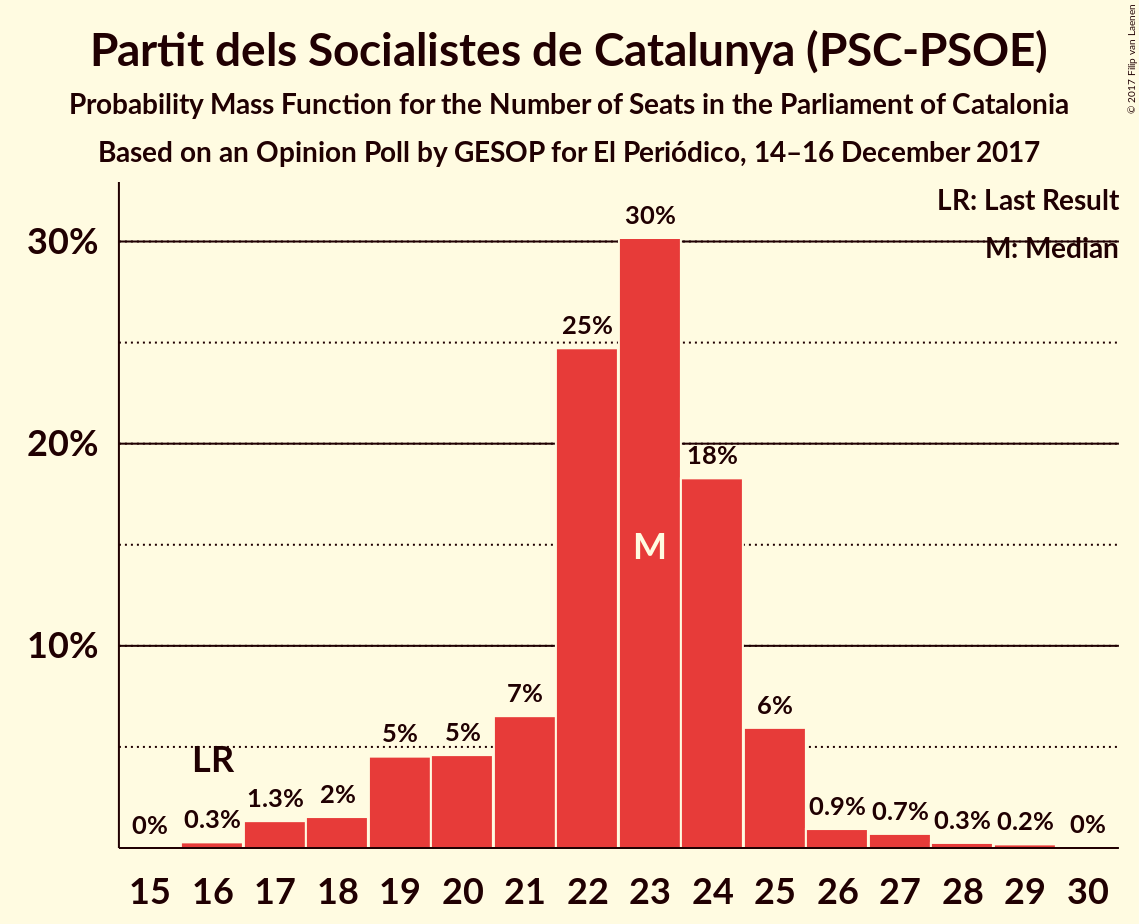 Partit dels Socialistes de Catalunya (PSC-PSOE)
Probability Mass Function for the Number of Seats in the Parliament of Catalonia
Based on an Opinion Poll by GESOP for El Periódico, 14–16 December 2017
© 2017 Filip van Laenen
LR: Last Result
M: Median
30%
20%
10%
0% 0.3% 1.3% 2% 5% 5% 7% 25% 30% 18% 6% 0.9% 0.7% 0.3% 0.2% 0%
LR
M
15 16 17 18 19 20 21 22 23 24 25 26 27 28 29 30